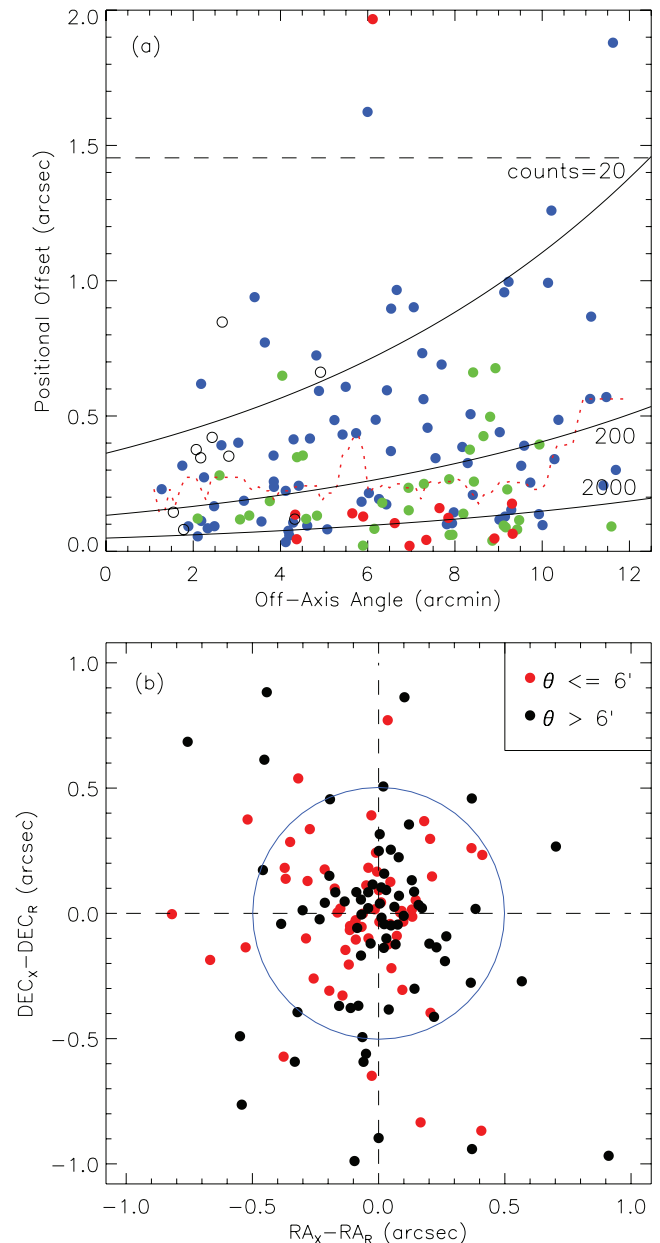 2.0
(a)
1.5
counts=20
1.0
Positional Offset (arcsec)
0.5
200
2000
0.0
0 2 4 6 8 10 12
Off-Axis Angle (arcmin)
1.0
(b)
θ <= 6'
θ > 6'
0.5
0.0
DEC_X−DEC_R (arcsec)
−0.5
−1.0
−1.0 −0.5 0.0 0.5 1.0
RA_X−RA_R (arcsec)